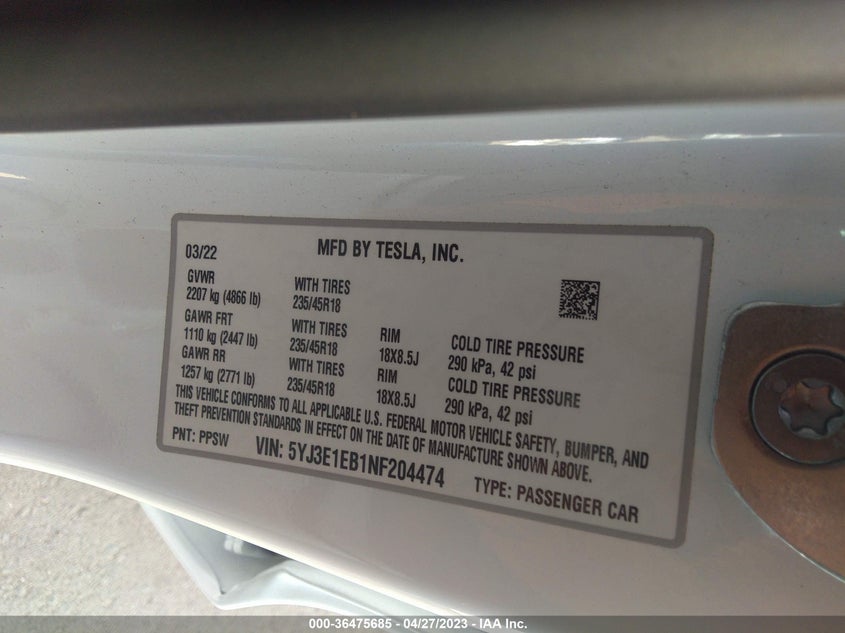 03/22 MFD BY TESLA, INC.
GVWR
2207 kg (4866 lb)
WITH TIRES
235/45R18
GAWR FRT
1110 kg (2447 lb)
WITH TIRES
235/45R18
RIM
18X8.5J
COLD TIRE PRESSURE
290 kPa, 42 psi
GAWR RR
1257 kg (2771 lb)
WITH TIRES
235/45R18
RIM
18X8.5J
COLD TIRE PRESSURE
290 kPa, 42 psi
THIS VEHICLE CONFORMS TO ALL APPLICABLE U.S. FEDERAL MOTOR VEHICLE SAFETY, BUMPER, AND
THEFT PREVENTION STANDARDS IN EFFECT ON THE DATE OF MANUFACTURE SHOWN ABOVE.
PNT: PPSW VIN: 5YJ3E1EB1NF204474 TYPE: PASSENGER CAR
000-36475685 - 04/27/2023 - IAA Inc.